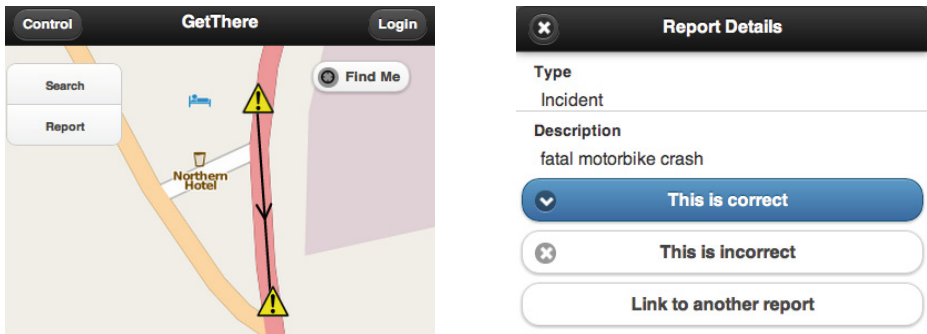 Control
GetThere
Login
Search
Report
Find Me
Northern
Hotel
Report Details
Type
Incident
Description
fatal motorbike crash
This is correct
This is incorrect
Link to another report